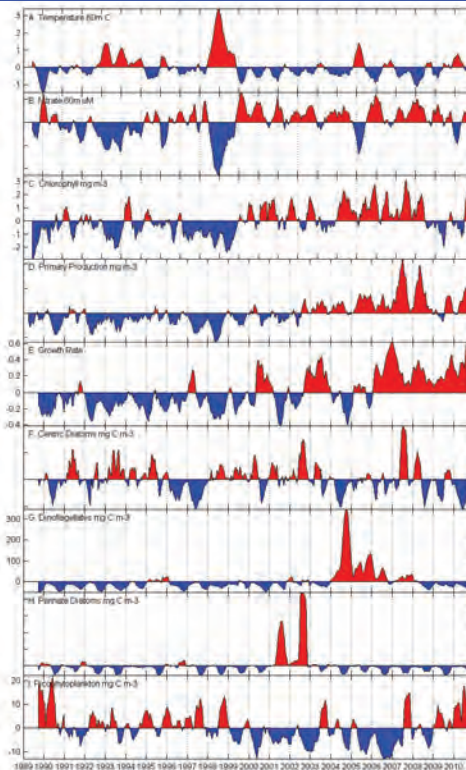 A. Temperature 60m C
3
2
1
0
-1
B. Nitrate 60m uM
C. Chlorophyll mg m-3
3
2
1
0
-1
-2
D. Primary Production mg m-3
0.6
E. Growth Rate
0.4
0.2
0
-0.2
-0.4
F. Centric Diatoms mg C m-3
G. Dinoflagellates mg C m-3
300
200
100
0
H. Pennate Diatoms mg C m-3
I. Picophytoplankton mg C m-3
20
10
0
-10
1989 1990 1991 1992 1993 1994 1995 1996 1997 1998 1999 2000 2001 2002 2003 2004 2005 2006 2007 2008 2009 2010